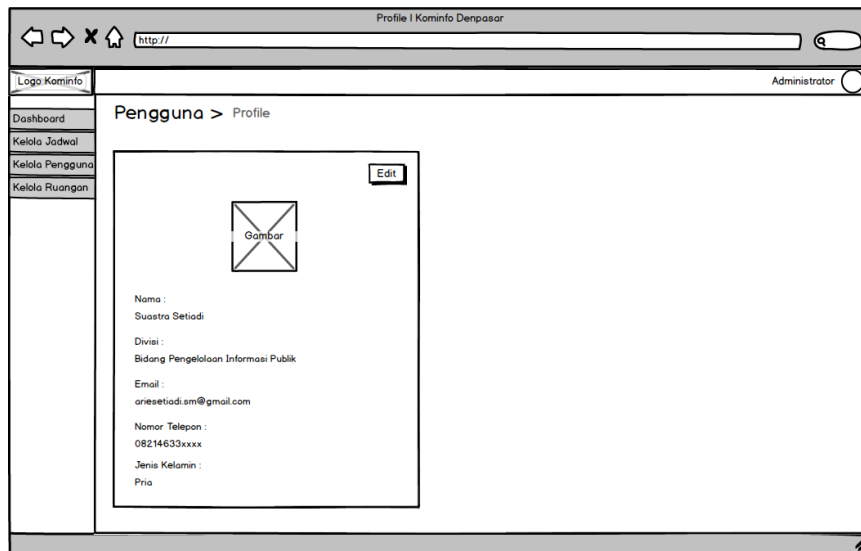 Profile | Kominfo Denpasar
http://
Logo Kominfo
Administrator
Dashboard
Kelola Jadwal
Kelola Pengguna
Kelola Ruangan
Pengguna > Profile
Edit
Gambar
Nama :
Suastra Setiadi
Divisi :
Bidang Pengelolaan Informasi Publik
Email :
ariesetiadi.sm@gmail.com
Nomor Telepon :
08214633xxxx
Jenis Kelamin :
Pria